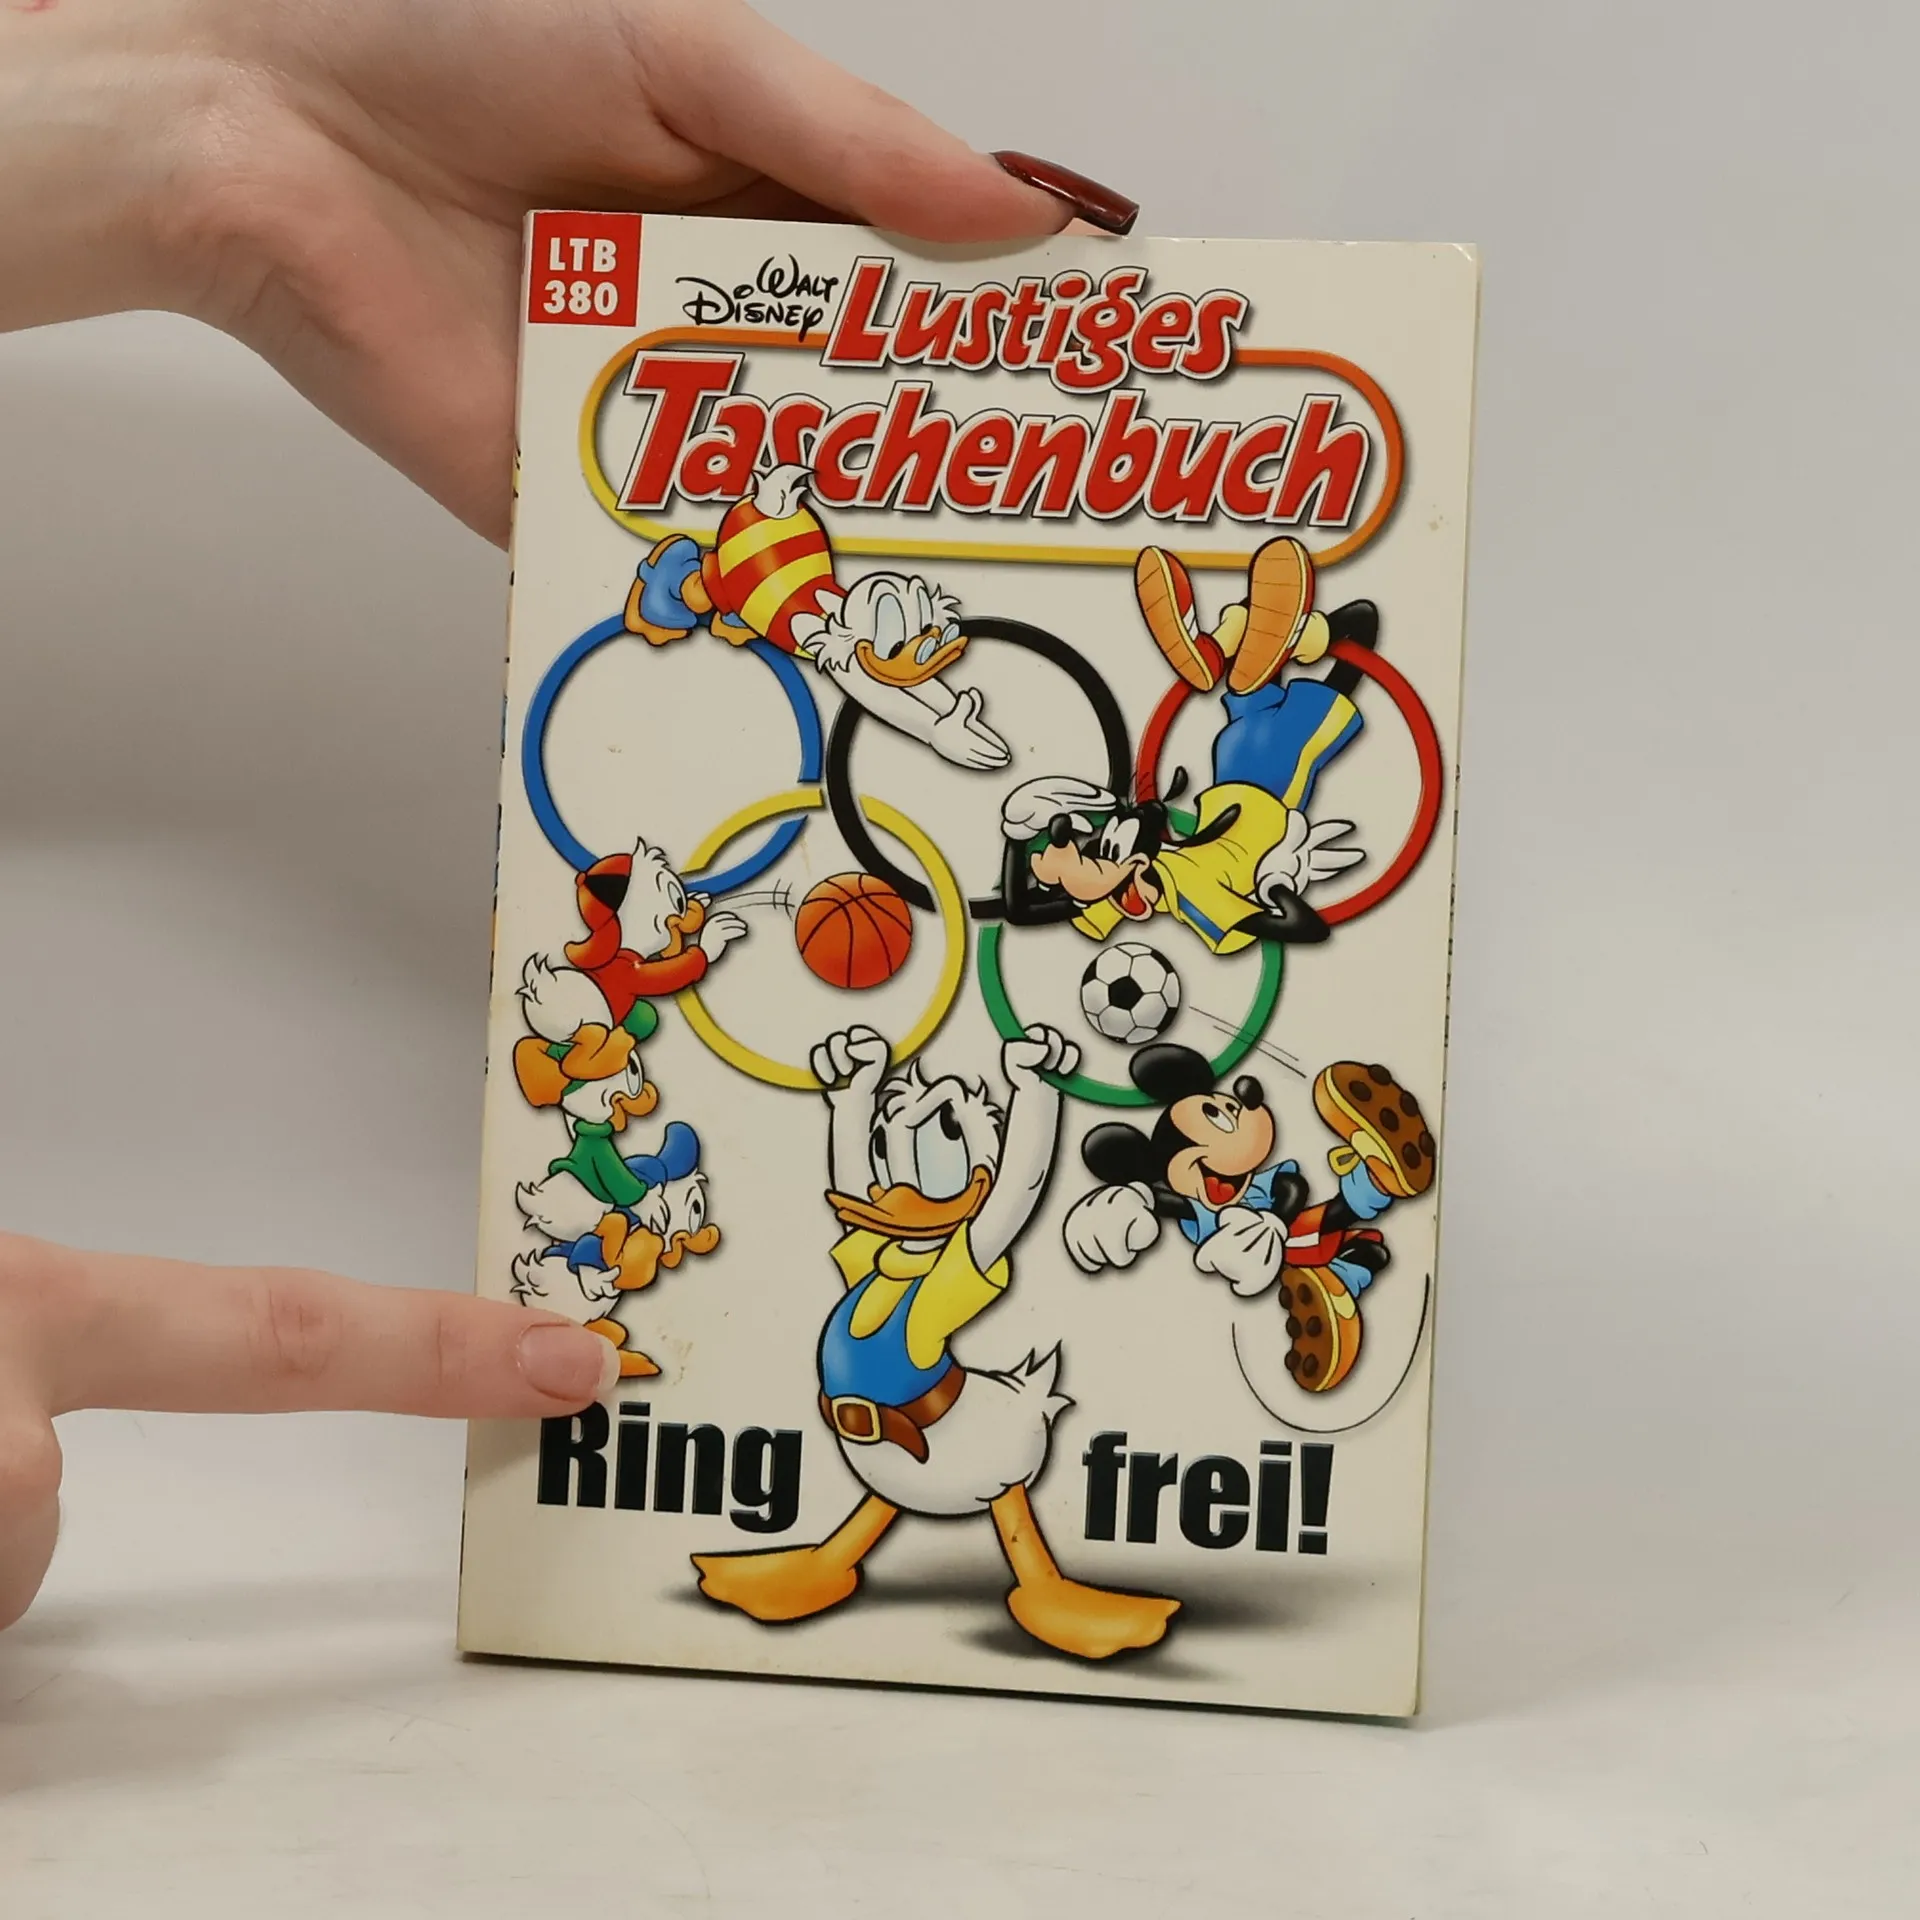 LTB
380
WALT
DISNEY
Lustiges
Taschenbuch
Ring frei!